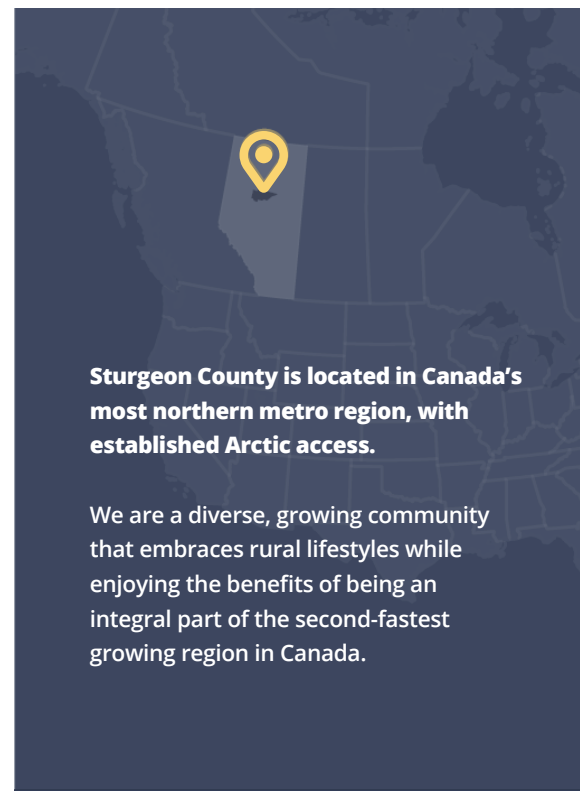 Sturgeon County is located in Canada’s
most northern metro region, with
established Arctic access.
We are a diverse, growing community
that embraces rural lifestyles while
enjoying the benefits of being an
integral part of the second-fastest
growing region in Canada.